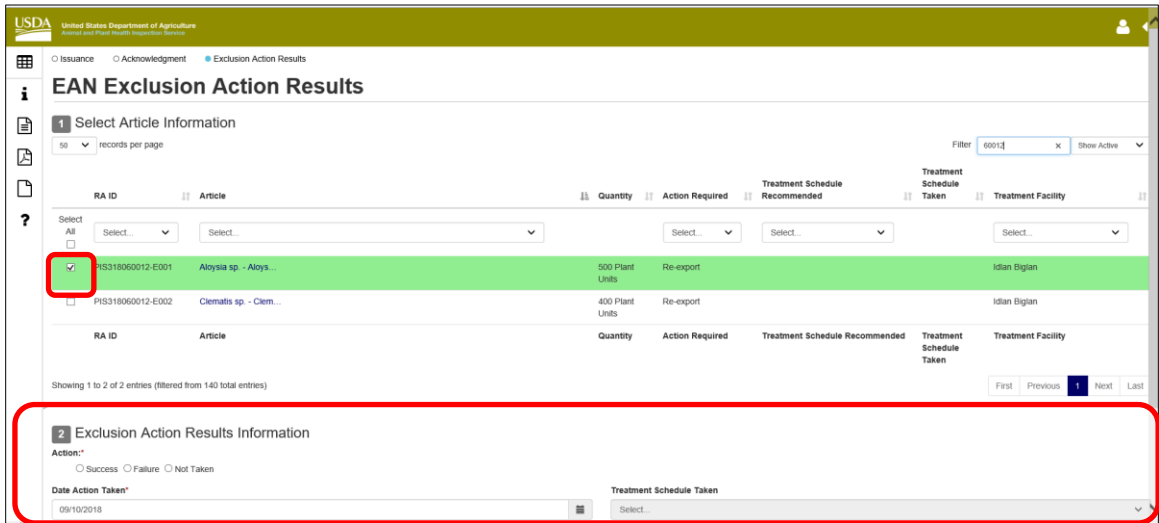 USDA
United States Department of Agriculture
Animal and Plant Health Inspection Service
Issuance Acknowledgment Exclusion Action Results
EAN Exclusion Action Results
1 Select Article Information
50 records per page
Filter 60012 x Show Active
RA ID Article Quantity Action Required Treatment Schedule Recommended Treatment Schedule Taken Treatment Facility
Select All Select... Select... Select... Select... Select...
PIS318060012-E001 Aloysia sp. - Aloys... 500 Plant Units Re-export Idlan Biglan
PIS318060012-E002 Clematis sp. - Clem... 400 Plant Units Re-export Idlan Biglan
RA ID Article Quantity Action Required Treatment Schedule Recommended Treatment Schedule Taken Treatment Facility
Showing 1 to 2 of 2 entries (filtered from 140 total entries)
First Previous 1 Next Last
2 Exclusion Action Results Information
Action:*
Success Failure Not Taken
Date Action Taken* Treatment Schedule Taken
09/10/2018 Select...